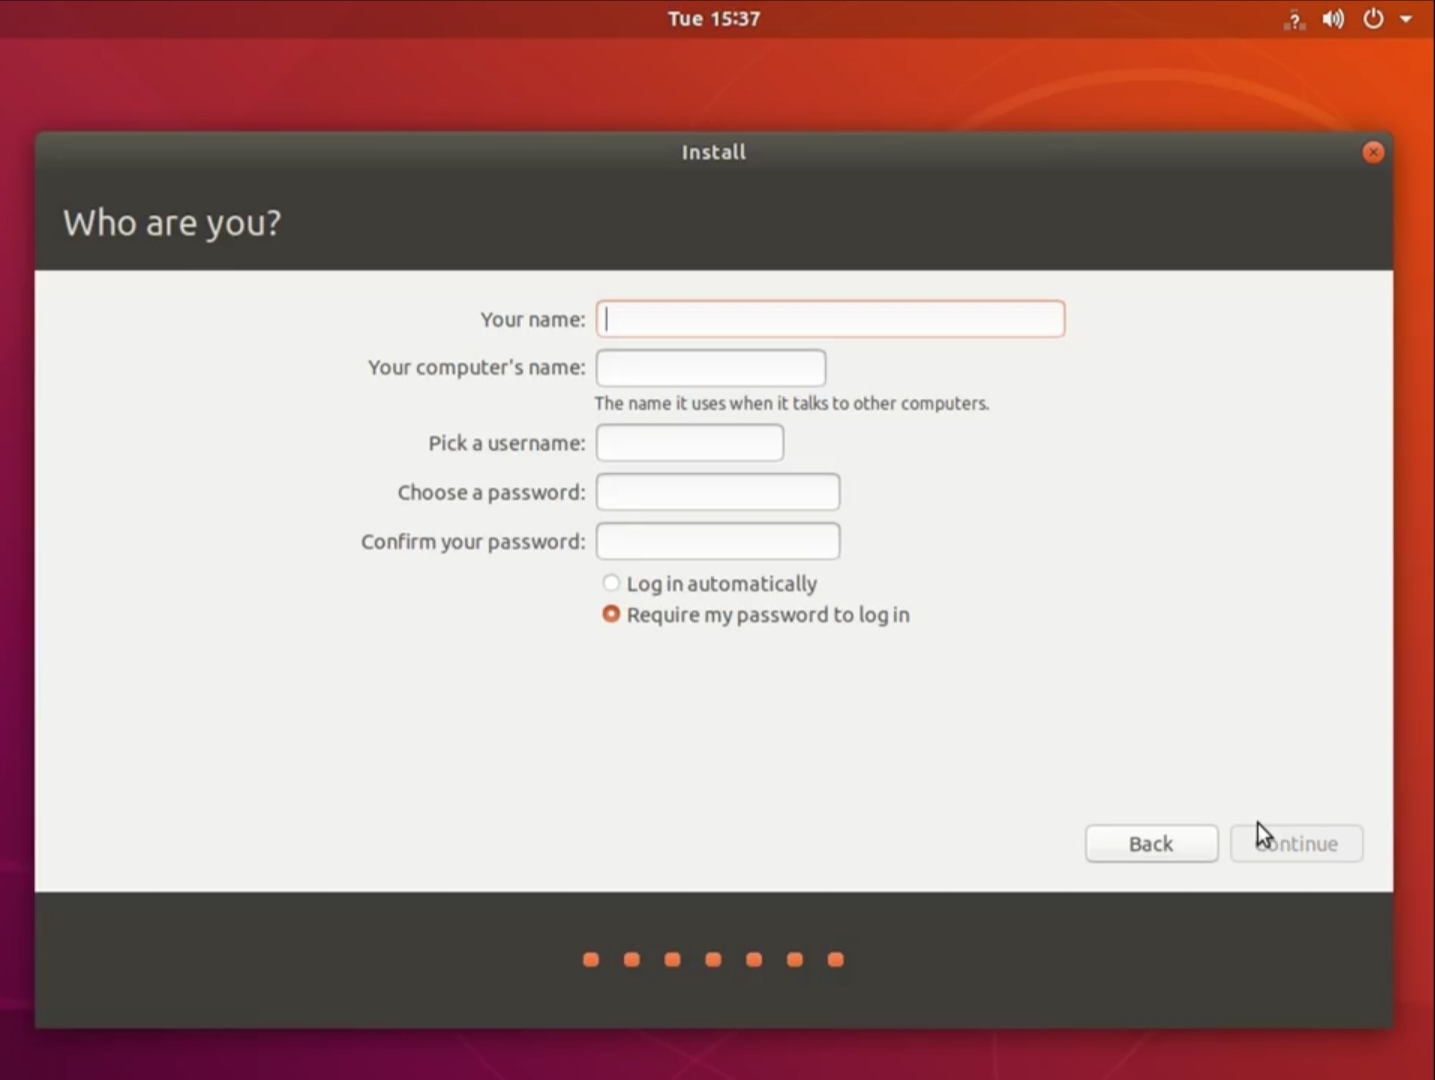 Tue 15:37
Install
Who are you?
Your name:
Your computer's name:
The name it uses when it talks to other computers.
Pick a username:
Choose a password:
Confirm your password:
Log in automatically
Require my password to log in
Back
Continue